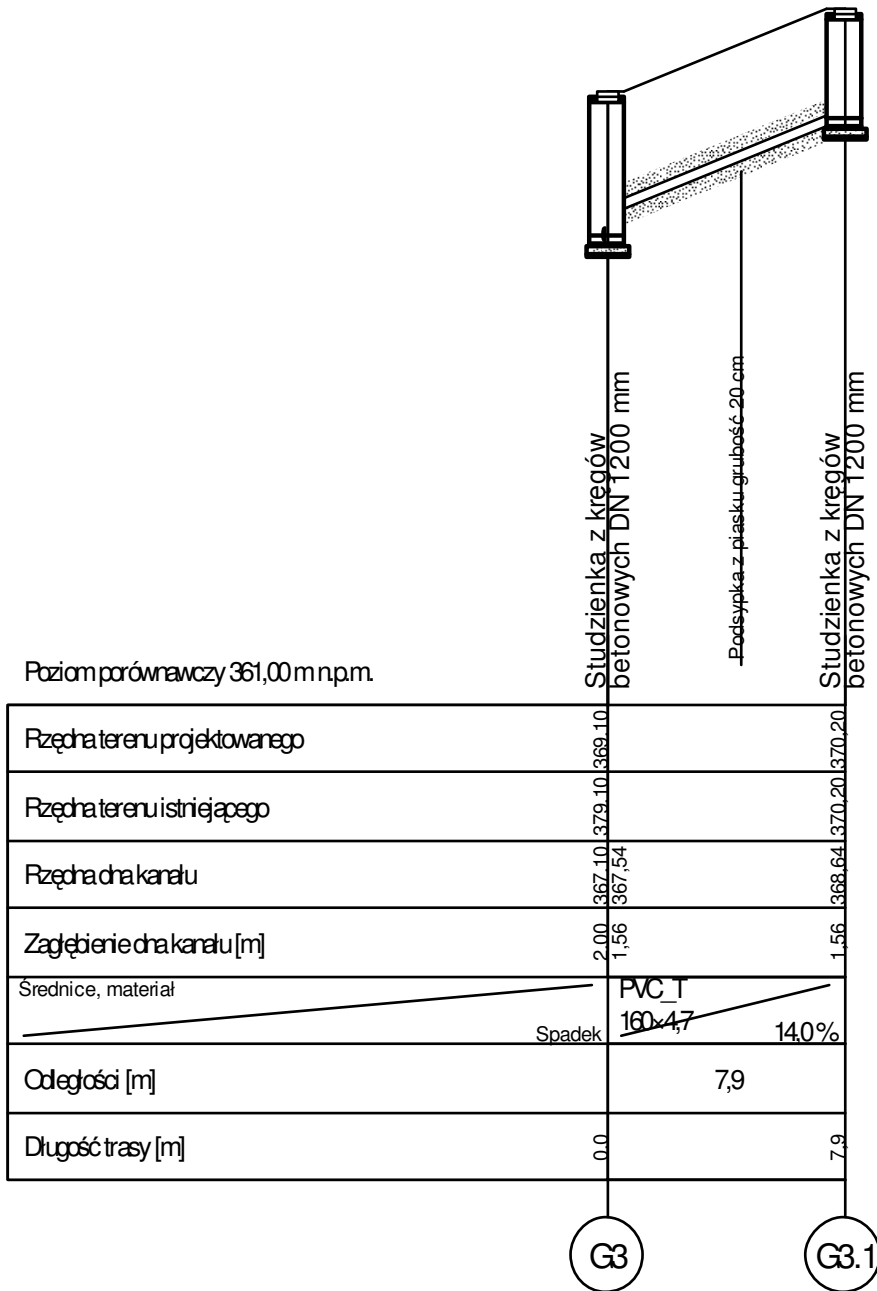 Studzienka z kręgów
betonowych DN 1200 mm
Podsypka z piasku grubość 20 cm
Studzienka z kręgów
betonowych DN 1200 mm
Poziom porównawczy 361,00 m n.p.m.
Rzędna terenu projektowanego
369.10
370,20
Rzędna terenu istniejącego
379.10
370,20
Rzędna dna kanału
367.10
367,54
368,64
Zagłębienie dna kanału [m]
2.00
1,56
1,56
Średnice, materiał
Spadek
PVC_T
160×4,7
14,0%
Odległości [m]
7,9
Długość trasy [m]
0.0
7,9
G3
G3.1